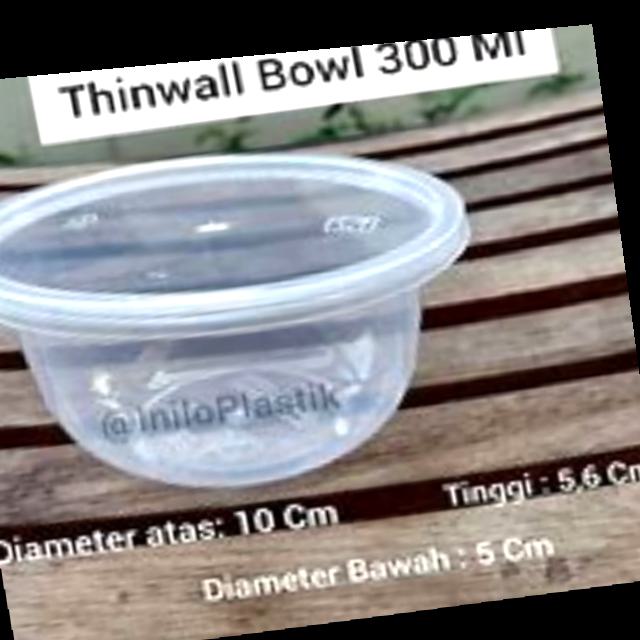 Thinwall Bowl 300 Ml
@IniloPlastik
Diameter atas: 10 Cm
Tinggi : 5,6 Cm
Diameter Bawah : 5 Cm